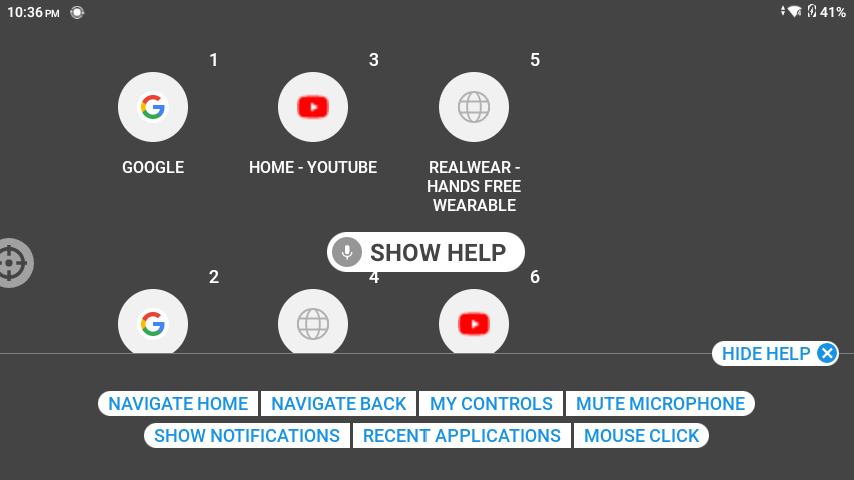 10:36 PM
41%
1
3
5
GOOGLE
HOME - YOUTUBE
REALWEAR -
HANDS FREE
WEARABLE
SHOW HELP
2
4
6
HIDE HELP
NAVIGATE HOME
NAVIGATE BACK
MY CONTROLS
MUTE MICROPHONE
SHOW NOTIFICATIONS
RECENT APPLICATIONS
MOUSE CLICK